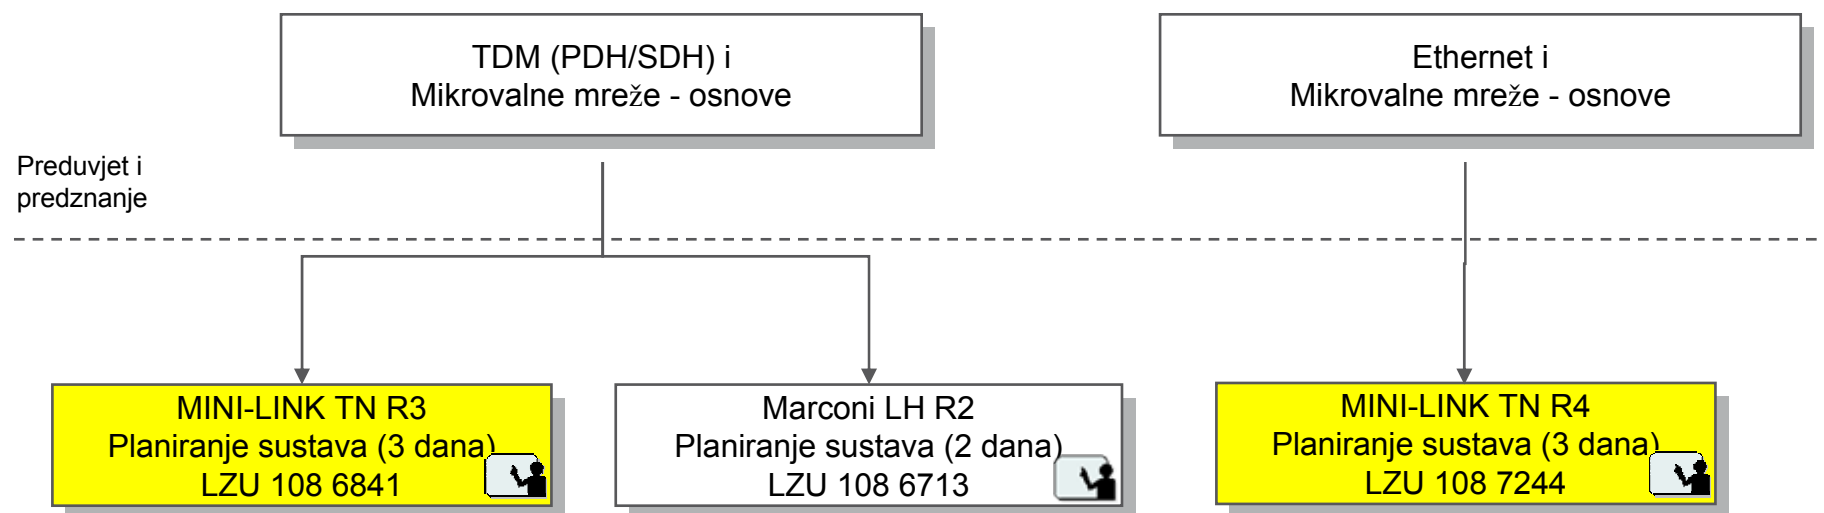 TDM (PDH/SDH) i
Mikrovalne mreže - osnove
Ethernet i
Mikrovalne mreže - osnove
Preduvjet i
predznanje
MINI-LINK TN R3
Planiranje sustava (3 dana)
LZU 108 6841
Marconi LH R2
Planiranje sustava (2 dana)
LZU 108 6713
MINI-LINK TN R4
Planiranje sustava (3 dana)
LZU 108 7244